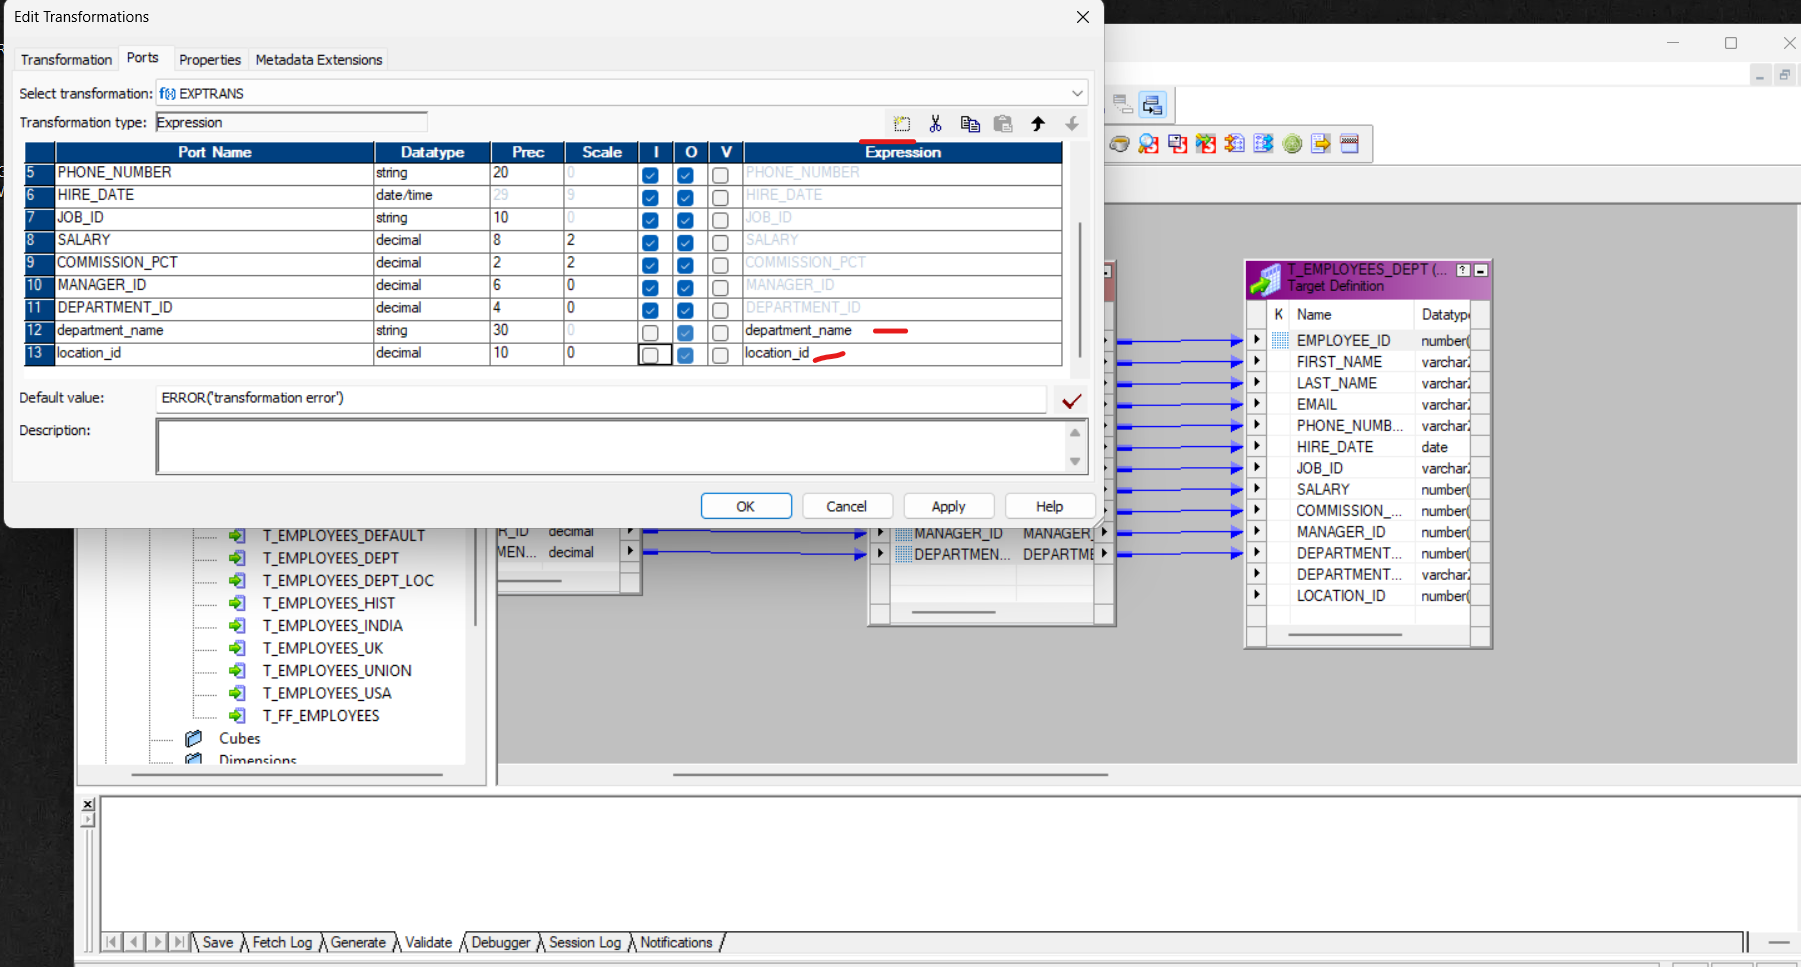 Edit Transformations
Transformation Ports Properties Metadata Extensions
Select transformation: f(x) EXPTRANS
Transformation type: Expression
Port Name Datatype Prec Scale I O V Expression
5 PHONE_NUMBER string 20 0 PHONE_NUMBER
6 HIRE_DATE date/time 29 9 HIRE_DATE
7 JOB_ID string 10 0 JOB_ID
8 SALARY decimal 8 2 SALARY
9 COMMISSION_PCT decimal 2 2 COMMISSION_PCT
10 MANAGER_ID decimal 6 0 MANAGER_ID
11 DEPARTMENT_ID decimal 4 0 DEPARTMENT_ID
12 department_name string 30 0 department_name
13 location_id decimal 10 0 location_id
Default value: ERROR('transformation error')
Description:
OK Cancel Apply Help
T_EMPLOYEES_DEPT (...
Target Definition
K Name Datatyp
EMPLOYEE_ID number(
FIRST_NAME varchar2
LAST_NAME varchar2
EMAIL varchar2
PHONE_NUMB... varchar2
HIRE_DATE date
JOB_ID varchar2
SALARY number(
COMMISSION_... number(
MANAGER_ID number(
DEPARTMENT... number(
DEPARTMENT... varchar2
LOCATION_ID number(
R_ID decimal
MEN... decimal
MANAGER_ID MANAGER_
DEPARTMEN... DEPARTME
T_EMPLOYEES_DEFAULT
T_EMPLOYEES_DEPT
T_EMPLOYEES_DEPT_LOC
T_EMPLOYEES_HIST
T_EMPLOYEES_INDIA
T_EMPLOYEES_UK
T_EMPLOYEES_UNION
T_EMPLOYEES_USA
T_FF_EMPLOYEES
Cubes
Dimensions
Save Fetch Log Generate Validate Debugger Session Log Notifications